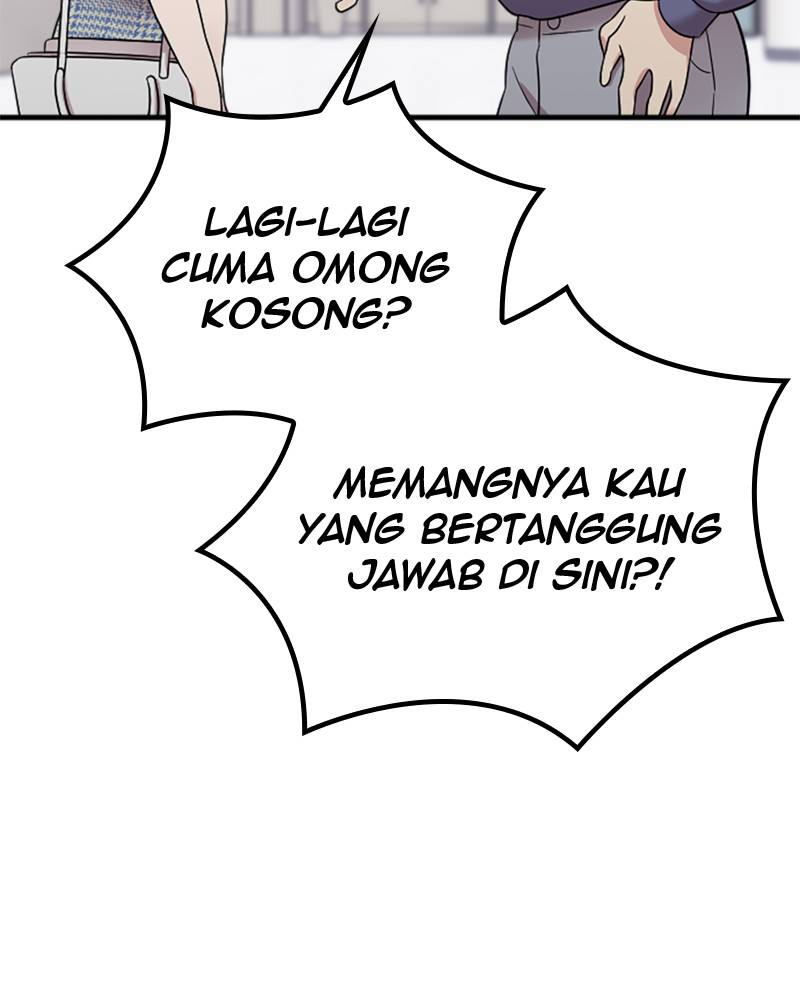 LAGI-LAGI
CUMA OMONG
KOSONG?
MEMANGNYA KAU
YANG BERTANGGUNG
JAWAB DI SINI?!